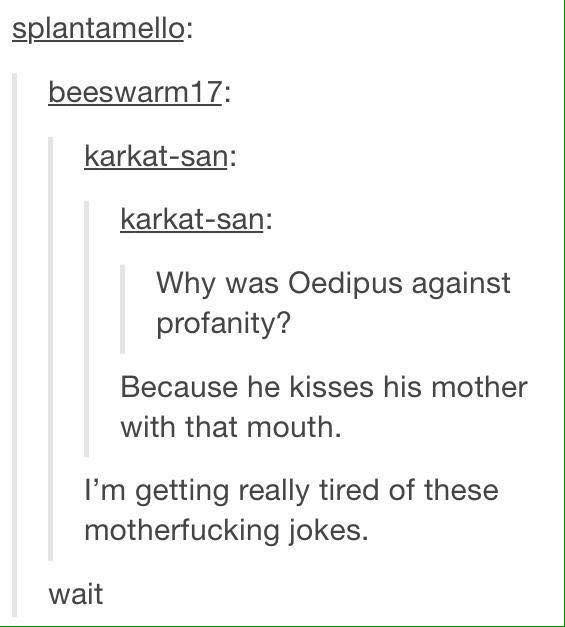 splantamello:
beeswarm17:
karkat-san:
karkat-san:
Why was Oedipus against
profanity?
Because he kisses his mother
with that mouth.
I’m getting really tired of these
motherfucking jokes.
wait